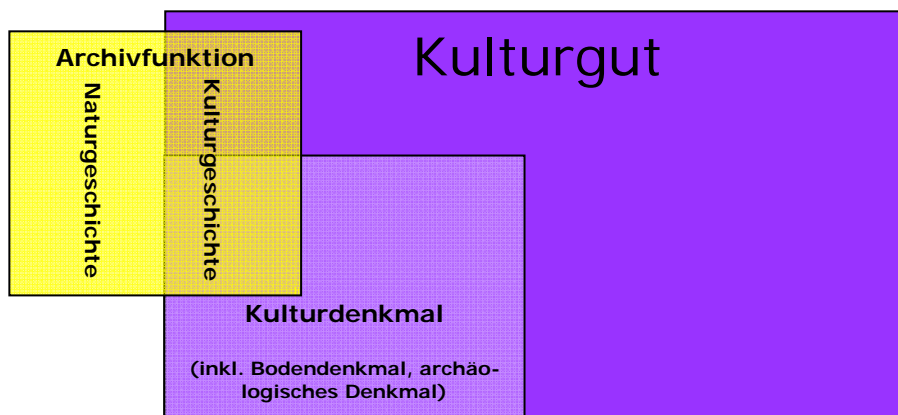 Kulturgut
Archivfunktion
Naturgeschichte
Kulturgeschichte
Kulturdenkmal
(inkl. Bodendenkmal, archäo-
logisches Denkmal)